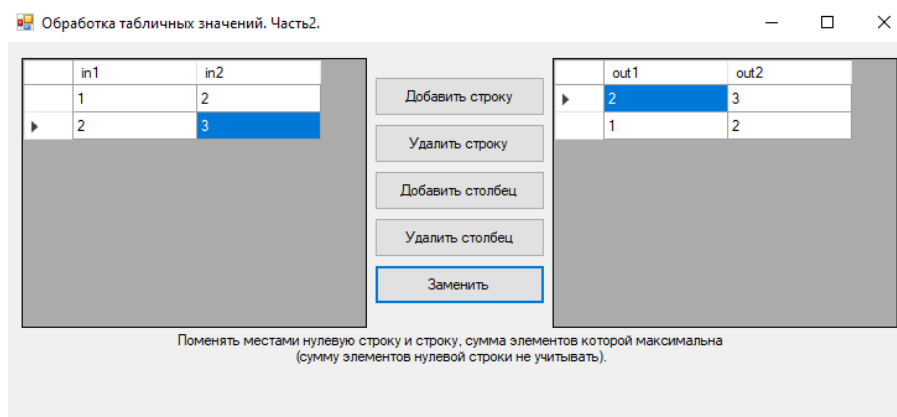 Обработка табличных значений. Часть2.
in1 in2
1 2
2 3
Добавить строку
Удалить строку
Добавить столбец
Удалить столбец
Заменить
out1 out2
2 3
1 2
Поменять местами нулевую строку и строку, сумма элементов которой максимальна
(сумму элементов нулевой строки не учитывать).